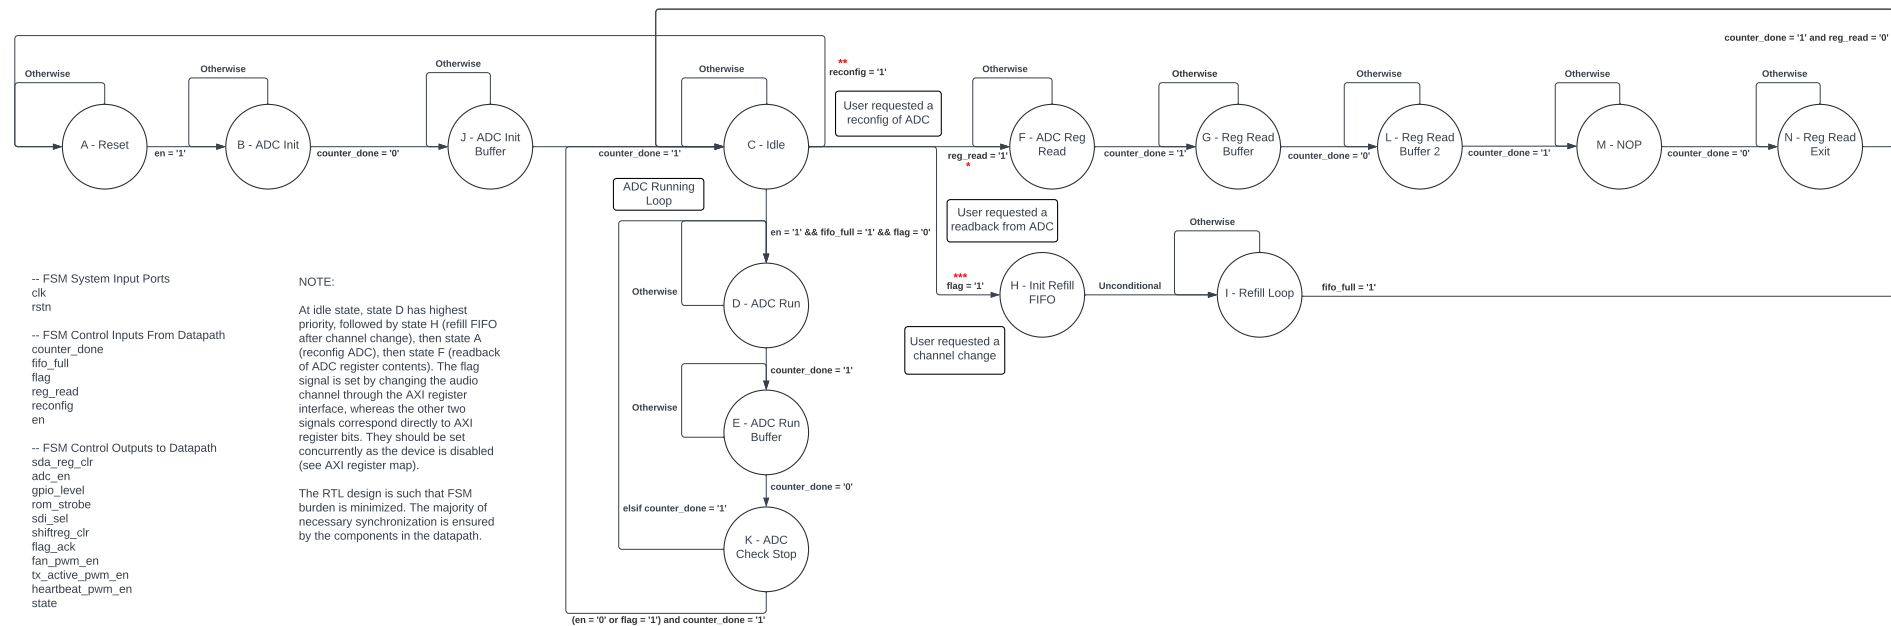 counter_done = '1' and reg_read = '0'
**
reconfig = '1'
Otherwise
Otherwise
Otherwise
Otherwise
Otherwise
Otherwise
Otherwise
Otherwise
Otherwise
User requested a
reconfig of ADC
A - Reset
en = '1'
B - ADC Init
counter_done = '0'
J - ADC Init
Buffer
counter_done = '1'
C - Idle
reg_read = '1'
*
F - ADC Reg
Read
counter_done = '1'
G - Reg Read
Buffer
counter_done = '0'
L - Reg Read
Buffer 2
counter_done = '1'
M - NOP
counter_done = '0'
N - Reg Read
Exit
ADC Running
Loop
en = '1' && fifo_full = '1' && flag = '0'
User requested a
readback from ADC
Otherwise
***
flag = '1'
H - Init Refill
FIFO
Unconditional
I - Refill Loop
fifo_full = '1'
User requested a
channel change
Otherwise
D - ADC Run
counter_done = '1'
Otherwise
E - ADC Run
Buffer
counter_done = '0'
elsif counter_done = '1'
K - ADC
Check Stop
(en = '0' or flag = '1') and counter_done = '1'
-- FSM System Input Ports
clk
rstn
-- FSM Control Inputs From Datapath
counter_done
fifo_full
flag
reg_read
reconfig
en
-- FSM Control Outputs to Datapath
sda_reg_clr
adc_en
gpio_level
rom_strobe
sdi_sel
shiftreg_clr
flag_ack
fan_pwm_en
tx_active_pwm_en
heartbeat_pwm_en
state
NOTE:
At idle state, state D has highest
priority, followed by state H (refill FIFO
after channel change), then state A
(reconfig ADC), then state F (readback
of ADC register contents). The flag
signal is set by changing the audio
channel through the AXI register
interface, whereas the other two
signals correspond directly to AXI
register bits. They should be set
concurrently as the device is disabled
(see AXI register map).
The RTL design is such that FSM
burden is minimized. The majority of
necessary synchronization is ensured
by the components in the datapath.